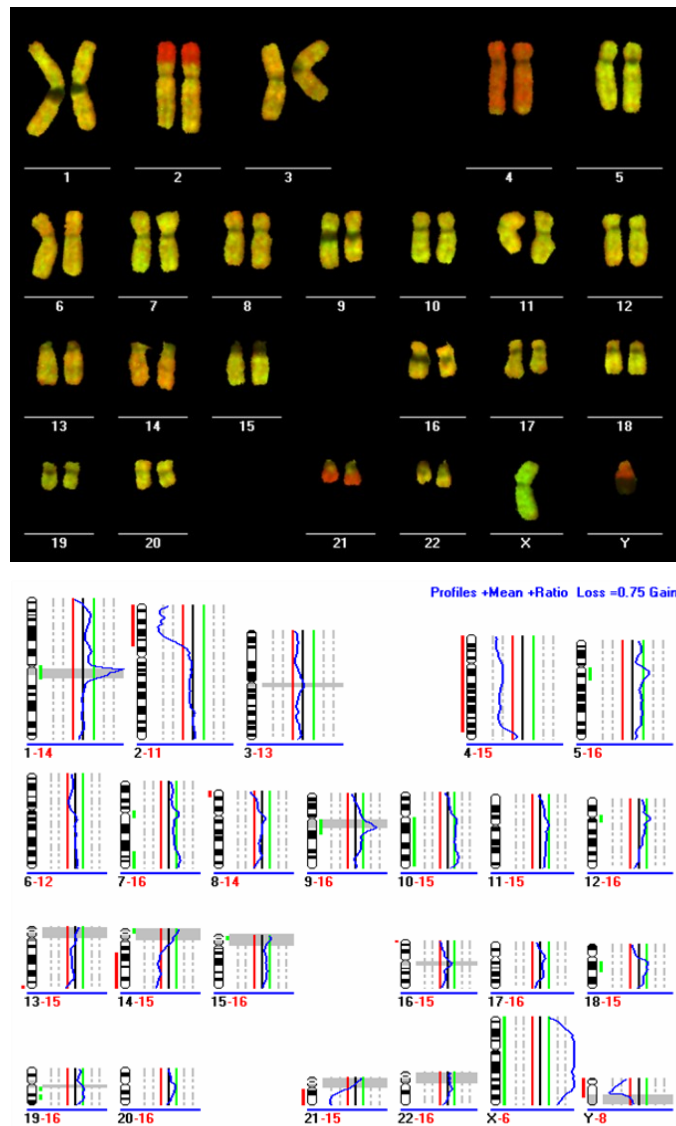 1 2 3 4 5
6 7 8 9 10 11 12
13 14 15 16 17 18
19 20 21 22 X Y
Profiles +Mean +Ratio Loss =0.75 Gain
1-14 2-11 3-13 4-15 5-16
6-12 7-16 8-14 9-16 10-15 11-15 12-16
13-15 14-15 15-16 16-15 17-16 18-15
19-16 20-16 21-15 22-16 X-6 Y-8